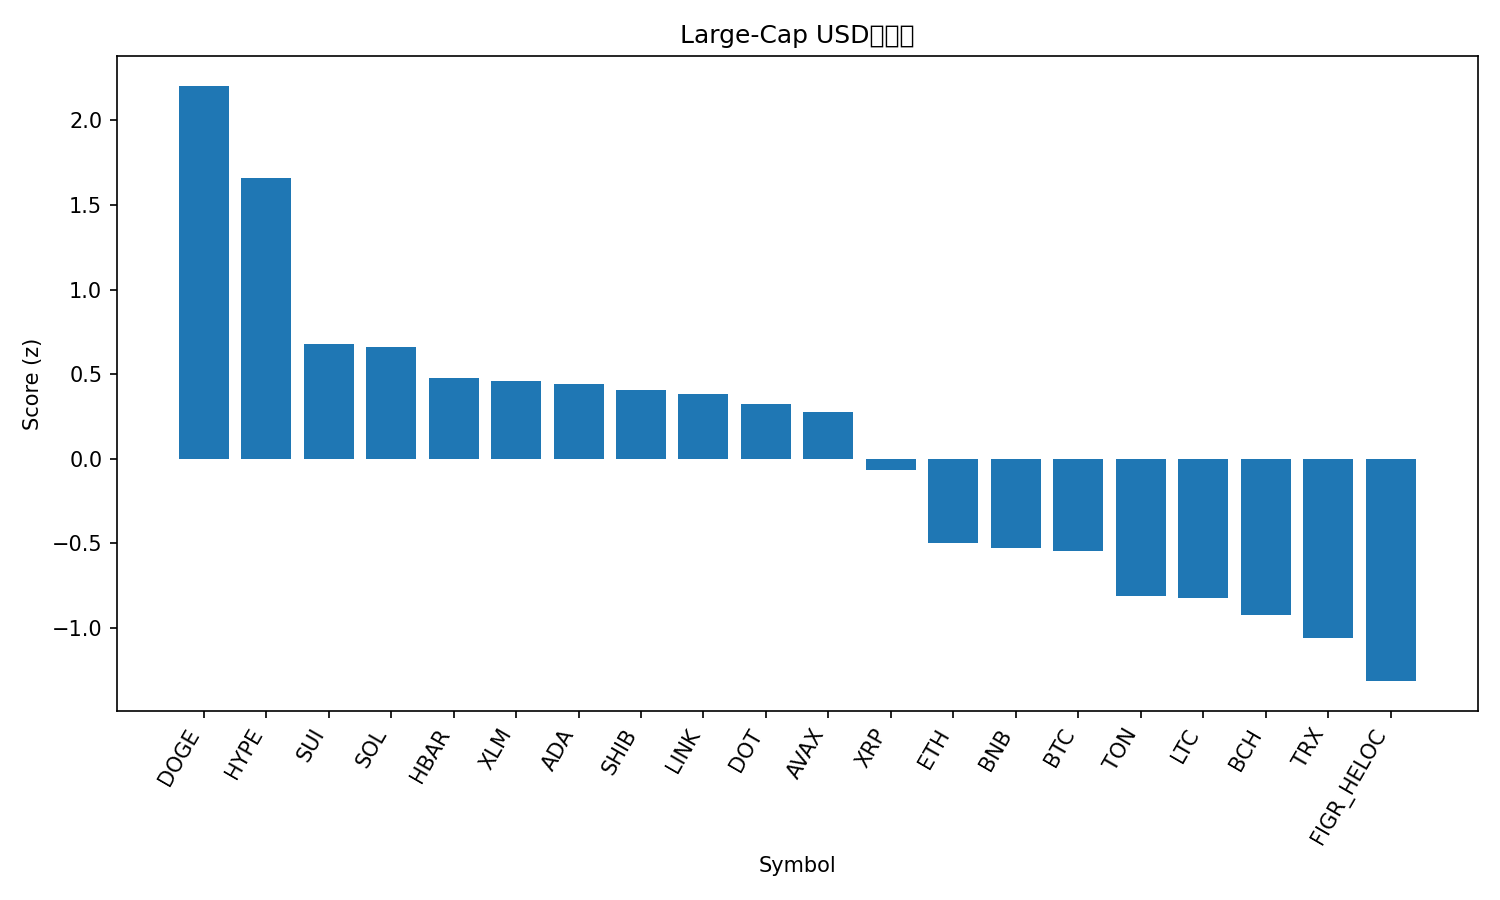 Large-Cap USD
Score (z)
2.0
1.5
1.0
0.5
0.0
−0.5
−1.0
DOGE
HYPE
SUI
SOL
HBAR
XLM
ADA
SHIB
LINK
DOT
AVAX
XRP
ETH
BNB
BTC
TON
LTC
BCH
TRX
FIGR_HELOC
Symbol